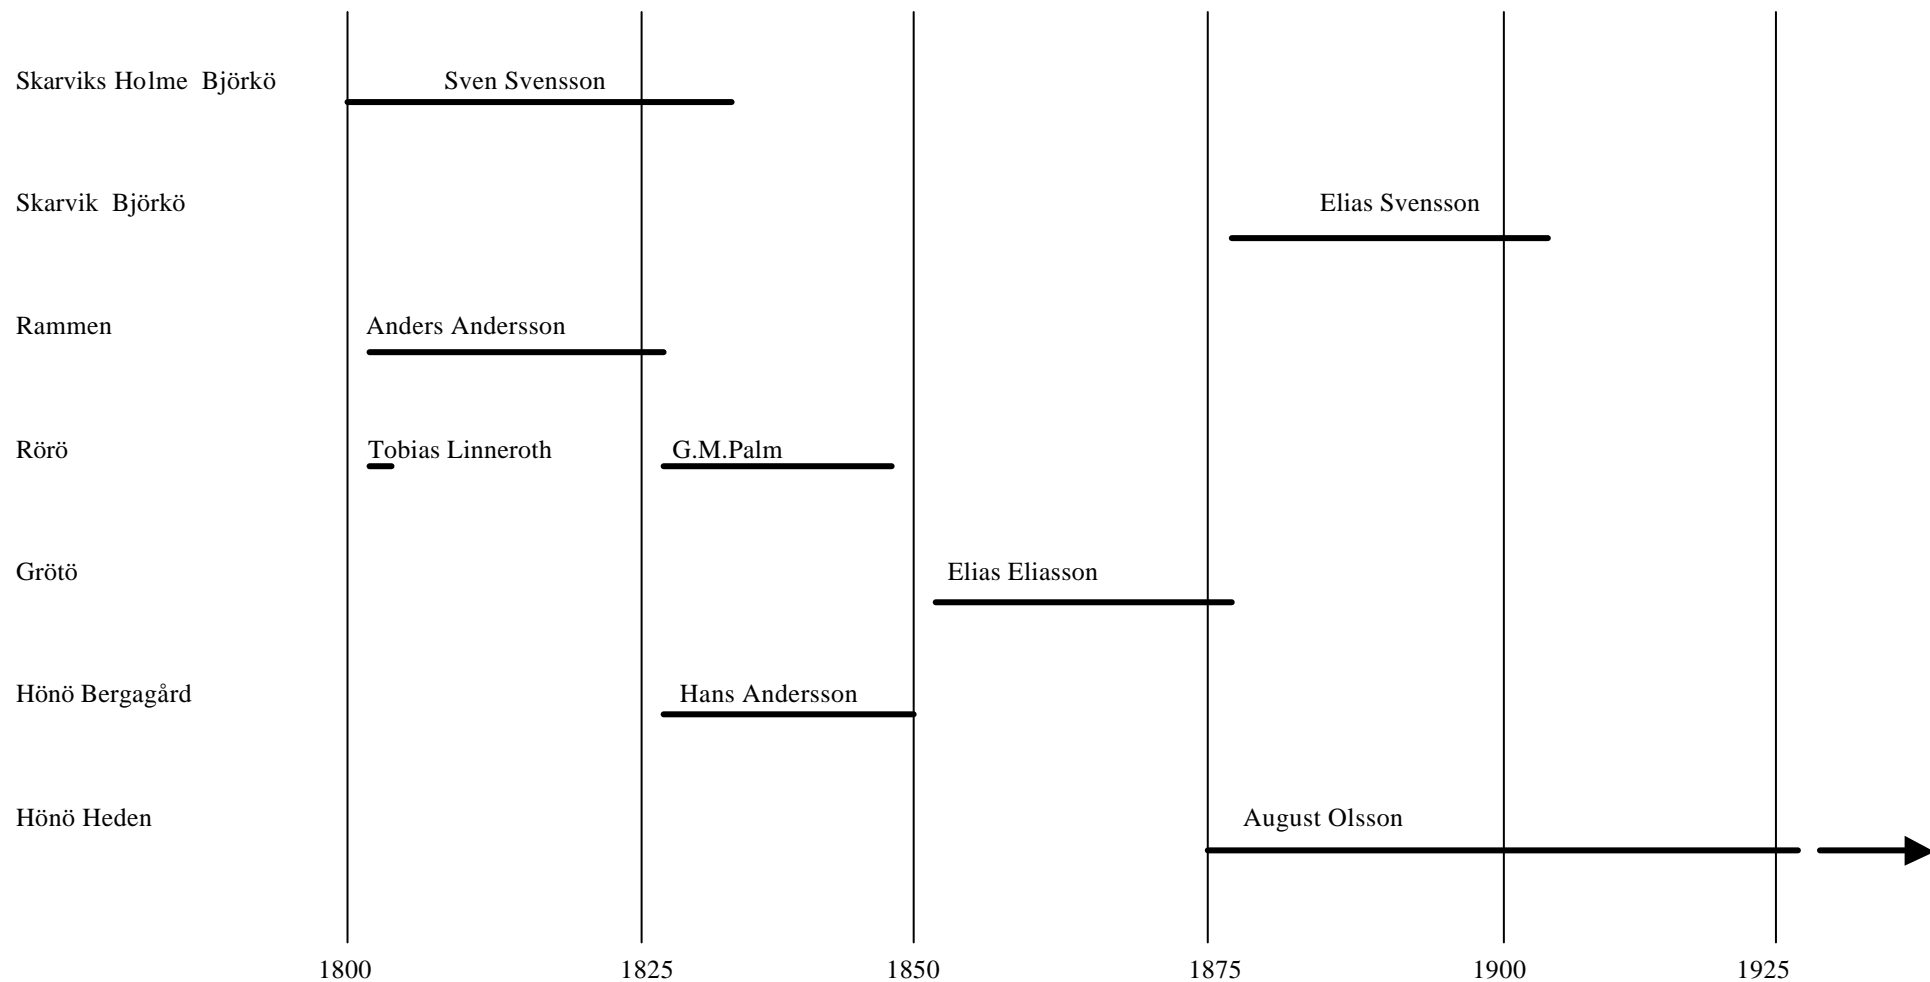 Skarviks Holme  Björkö    Sven Svensson
Skarvik  Björkö    Elias Svensson
Rammen    Anders Andersson
Rörö    Tobias Linneroth    G.M.Palm
Grötö    Elias Eliasson
Hönö Bergagård    Hans Andersson
Hönö Heden    August Olsson
1800    1825    1850    1875    1900    1925